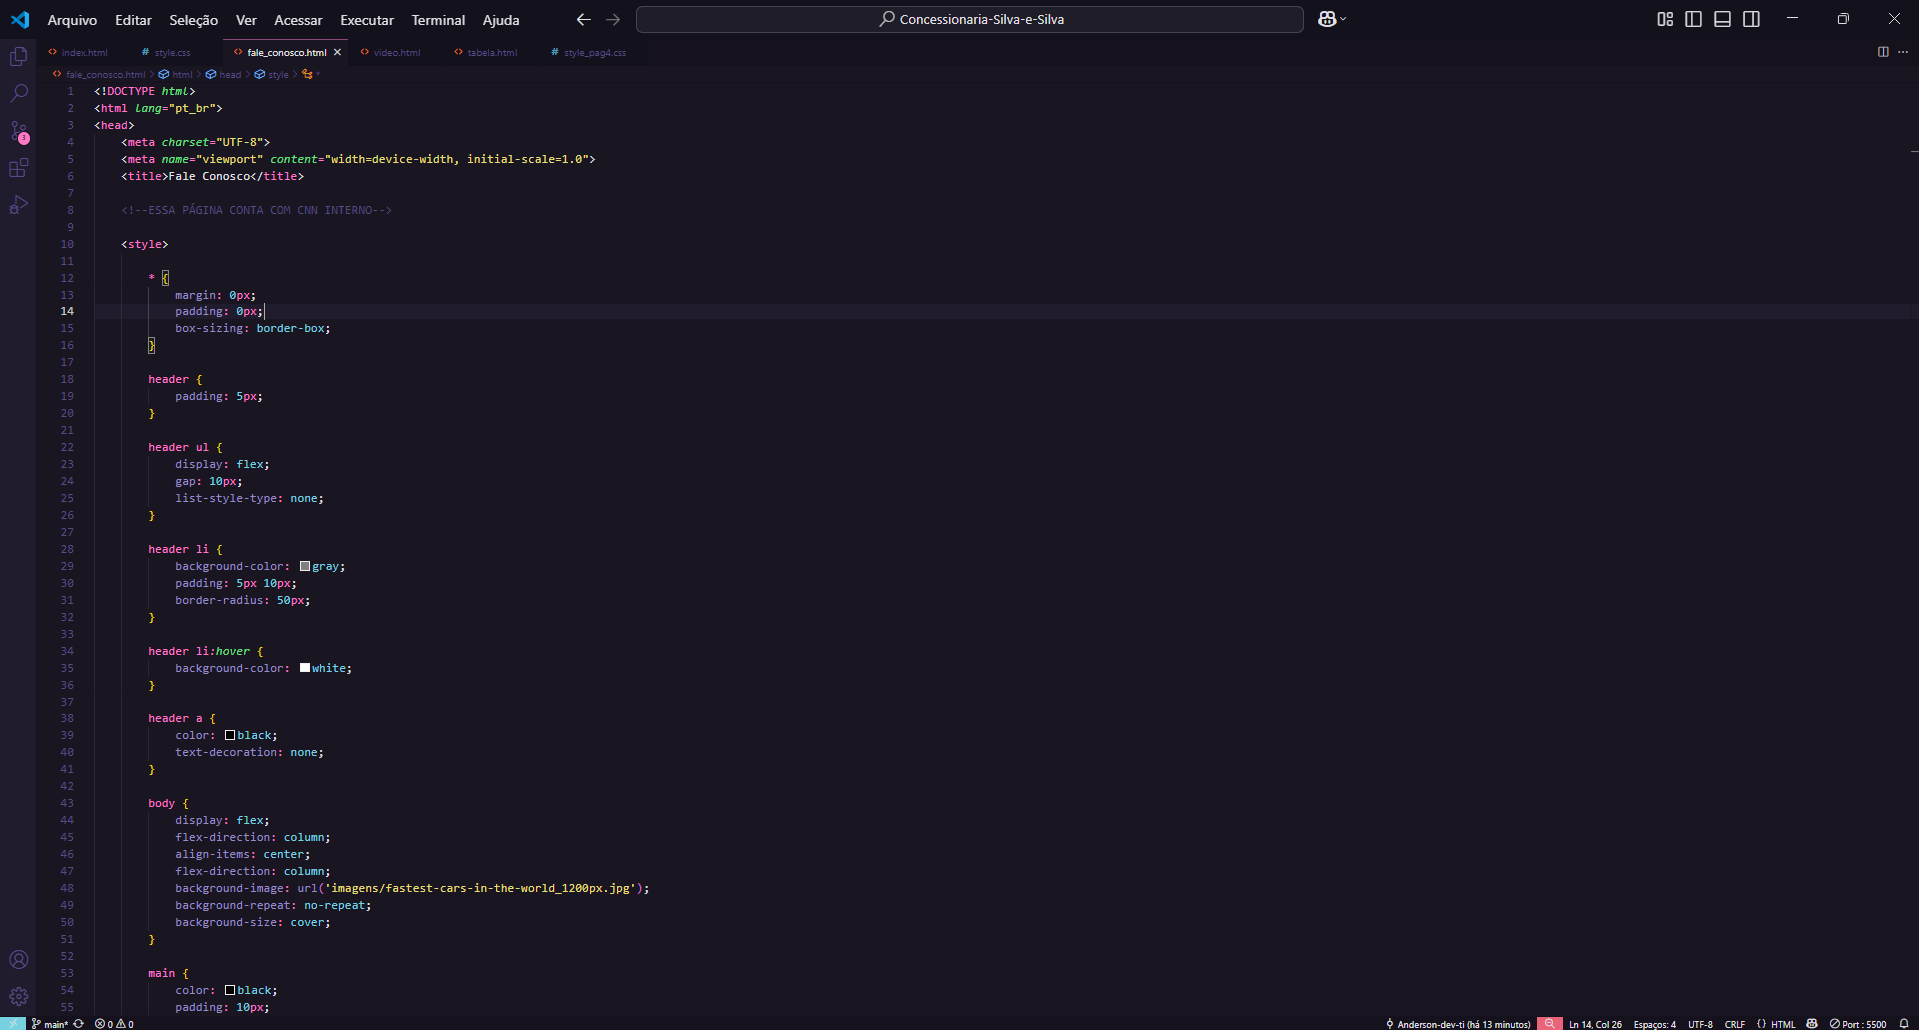 Arquivo Editar Seleção Ver Acessar Executar Terminal Ajuda
Concessionaria-Silva-e-Silva
index.html
style.css
fale_conosco.html
video.html
tabela.html
style_pag4.css
fale_conosco.html > html > head > style > *
3
1 <!DOCTYPE html>
2 <html lang="pt_br">
3 <head>
4 <meta charset="UTF-8">
5 <meta name="viewport" content="width=device-width, initial-scale=1.0">
6 <title>Fale Conosco</title>
7
8 <!--ESSA PÁGINA CONTA COM CNN INTERNO-->
9
10 <style>
11
12 * {
13 margin: 0px;
14 padding: 0px;
15 box-sizing: border-box;
16 }
17
18 header {
19 padding: 5px;
20 }
21
22 header ul {
23 display: flex;
24 gap: 10px;
25 list-style-type: none;
26 }
27
28 header li {
29 background-color: gray;
30 padding: 5px 10px;
31 border-radius: 50px;
32 }
33
34 header li:hover {
35 background-color: white;
36 }
37
38 header a {
39 color: black;
40 text-decoration: none;
41 }
42
43 body {
44 display: flex;
45 flex-direction: column;
46 align-items: center;
47 flex-direction: column;
48 background-image: url('imagens/fastest-cars-in-the-world_1200px.jpg');
49 background-repeat: no-repeat;
50 background-size: cover;
51 }
52
53 main {
54 color: black;
55 padding: 10px;
main* 0 0 Anderson-dev-ti (há 13 minutos) Ln 14, Col 26 Espaços: 4 UTF-8 CRLF {} HTML Port : 5500